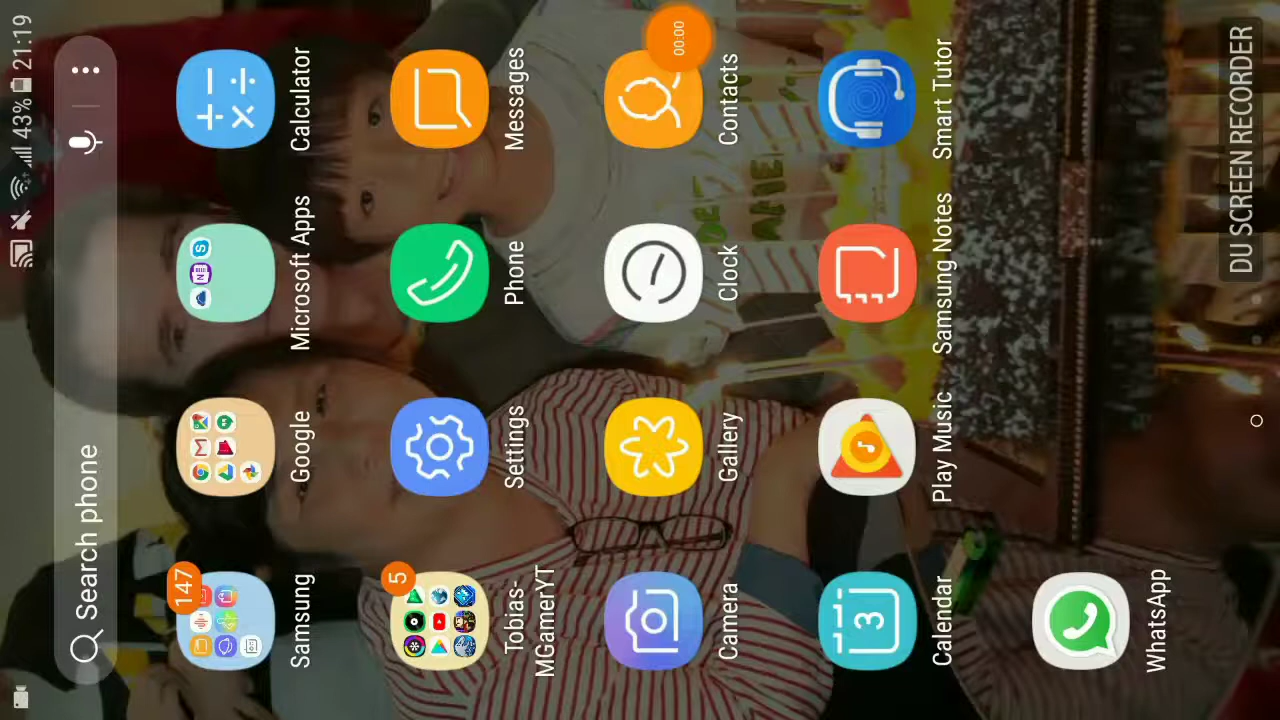 43% 21:19
Search phone
Samsung
147
Google
Microsoft Apps
Calculator
Tobias-
MGamerYT
5
Settings
Phone
Messages
Camera
Gallery
Clock
Contacts
00:00
Calendar
3
Play Music
Samsung Notes
Smart Tutor
WhatsApp
DU SCREEN RECORDER